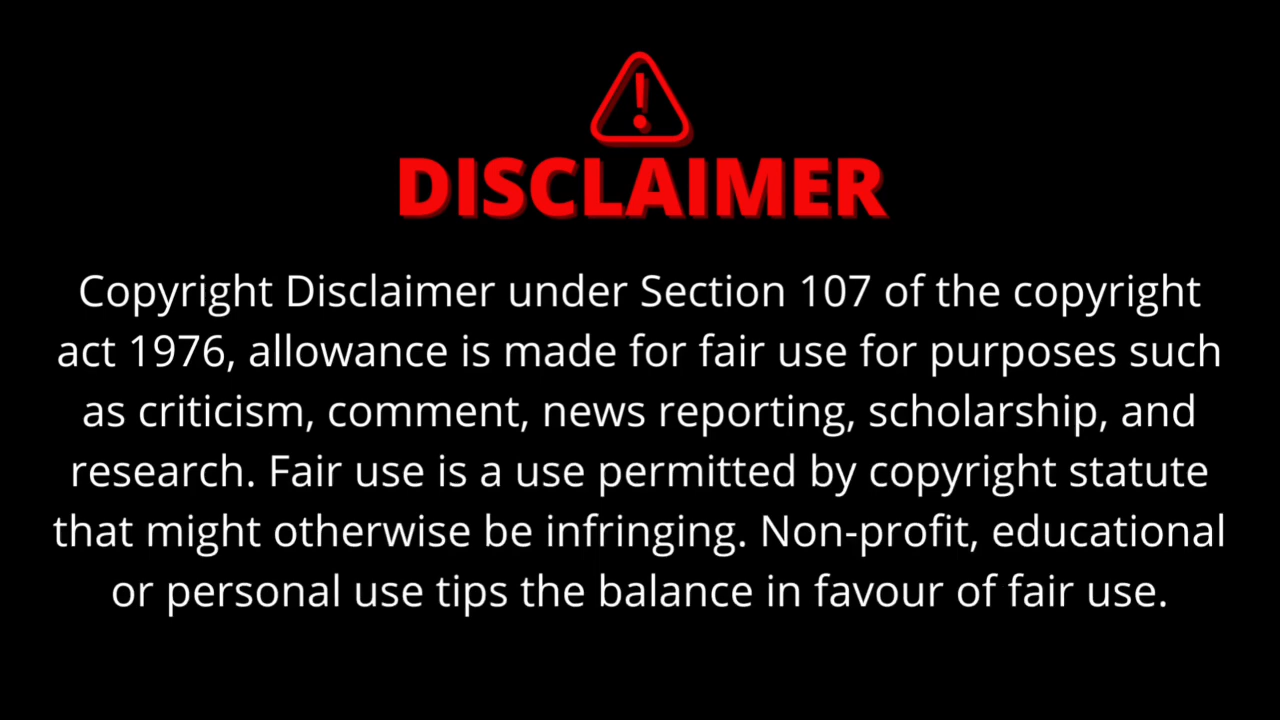 DISCLAIMER
Copyright Disclaimer under Section 107 of the copyright
act 1976, allowance is made for fair use for purposes such
as criticism, comment, news reporting, scholarship, and
research. Fair use is a use permitted by copyright statute
that might otherwise be infringing. Non-profit, educational
or personal use tips the balance in favour of fair use.